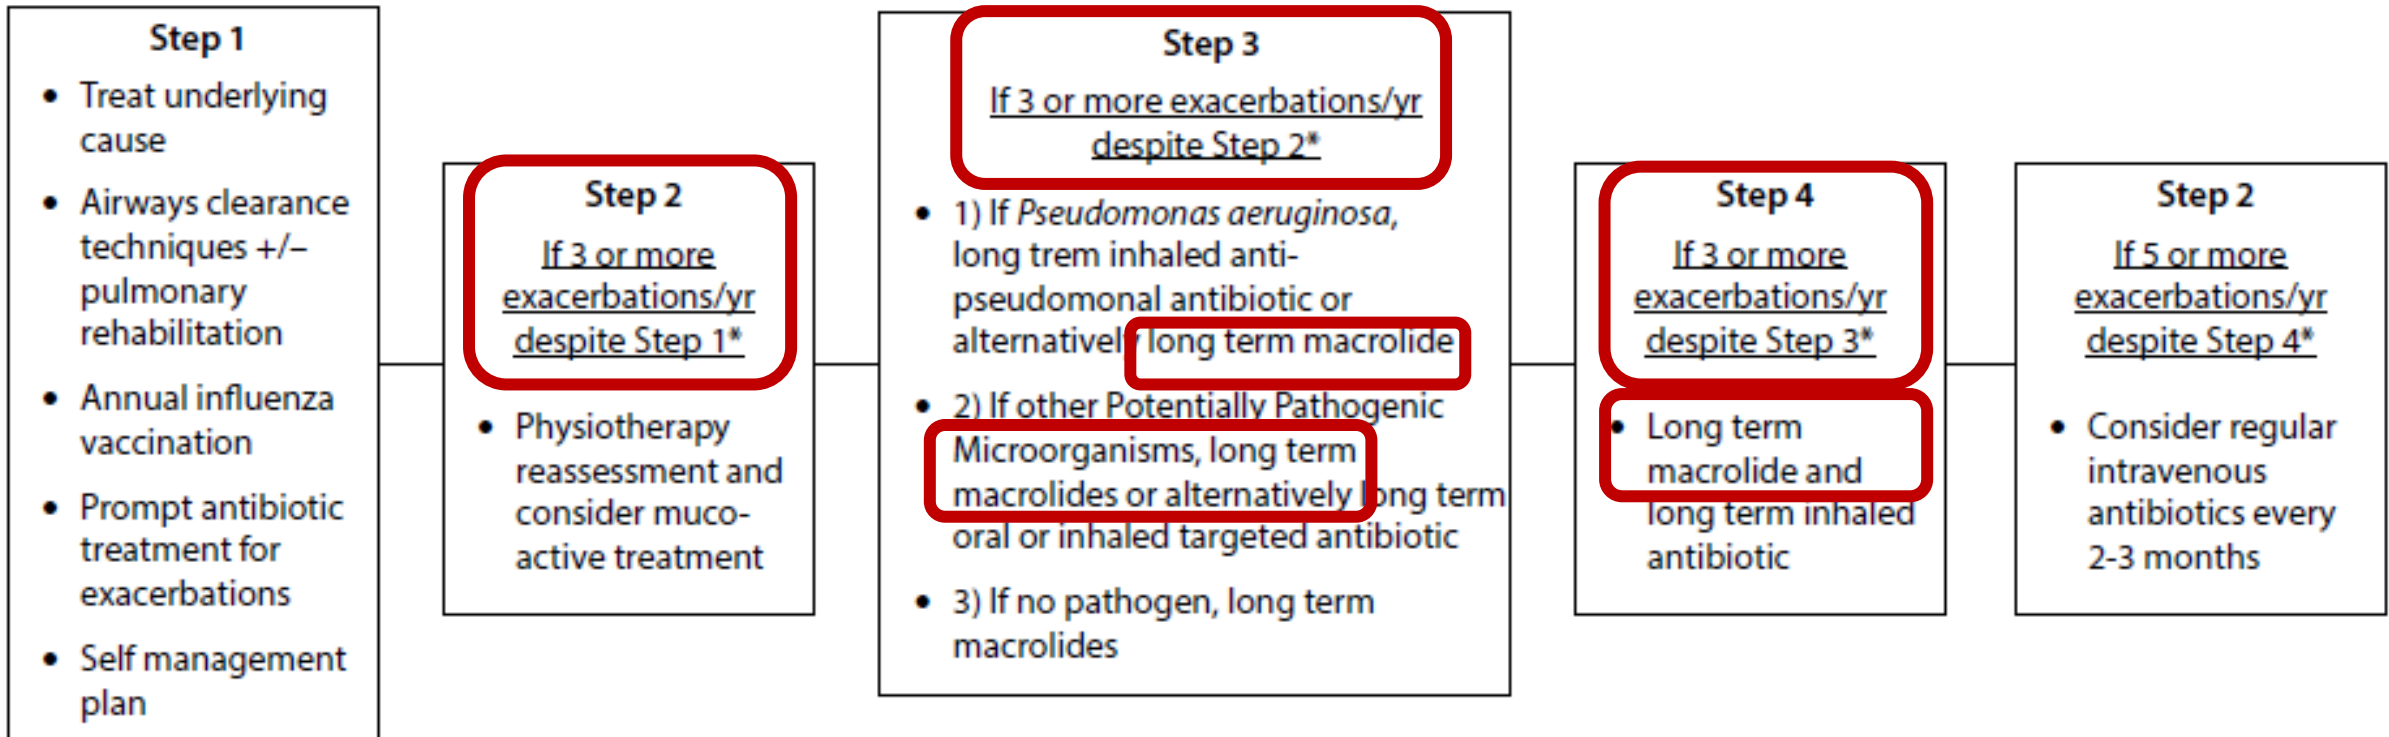 Step 1
• Treat underlying
cause
• Airways clearance
techniques +/–
pulmonary
rehabilitation
• Annual influenza
vaccination
• Prompt antibiotic
treatment for
exacerbations
• Self management
plan
Step 2
If 3 or more
exacerbations/yr
despite Step 1*
• Physiotherapy
reassessment and
consider muco-
active treatment
Step 3
If 3 or more exacerbations/yr
despite Step 2*
• 1) If Pseudomonas aeruginosa,
long trem inhaled anti-
pseudomonal antibiotic or
alternatively long term macrolide
• 2) If other Potentially Pathogenic
Microorganisms, long term
macrolides or alternatively long term
oral or inhaled targeted antibiotic
• 3) If no pathogen, long term
macrolides
Step 4
If 3 or more
exacerbations/yr
despite Step 3*
• Long term
macrolide and
long term inhaled
antibiotic
Step 2
If 5 or more
exacerbations/yr
despite Step 4*
• Consider regular
intravenous
antibiotics every
2-3 months